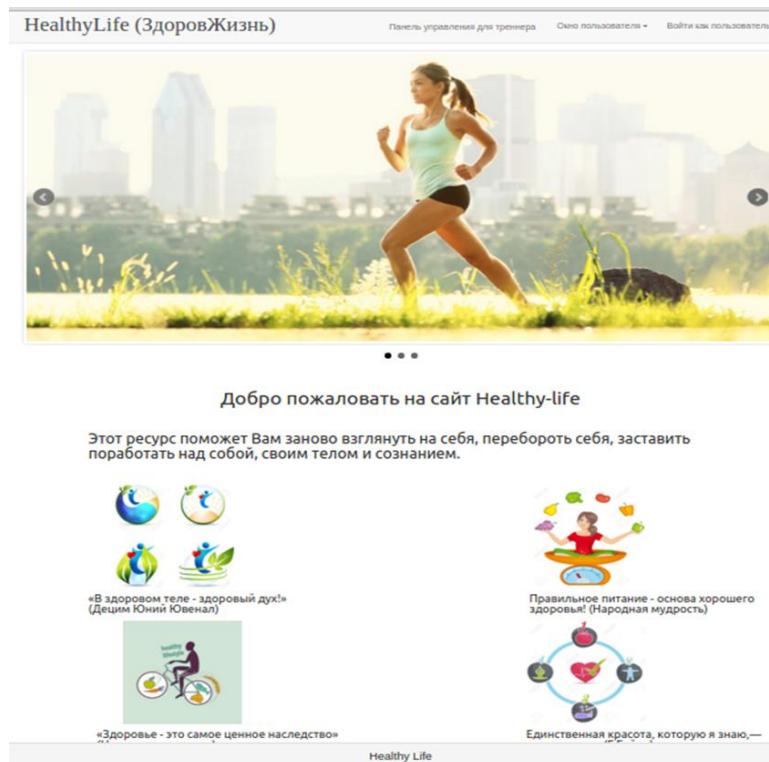 HealthyLife (ЗдоровЖизнь)
Панель управления для треннера Окно пользователя Войти как пользователь
Добро пожаловать на сайт Healthy-life
Этот ресурс поможет Вам заново взглянуть на себя, перебороть себя, заставить
поработать над собой, своим телом и сознанием.
«В здоровом теле - здоровый дух!»
(Децим Юний Ювенал)
Правильное питание - основа хорошего
здоровья! (Народная мудрость)
healthy
lifestyle
«Здоровье - это самое ценное наследство»
Единственная красота, которую я знаю,—
Healthy Life